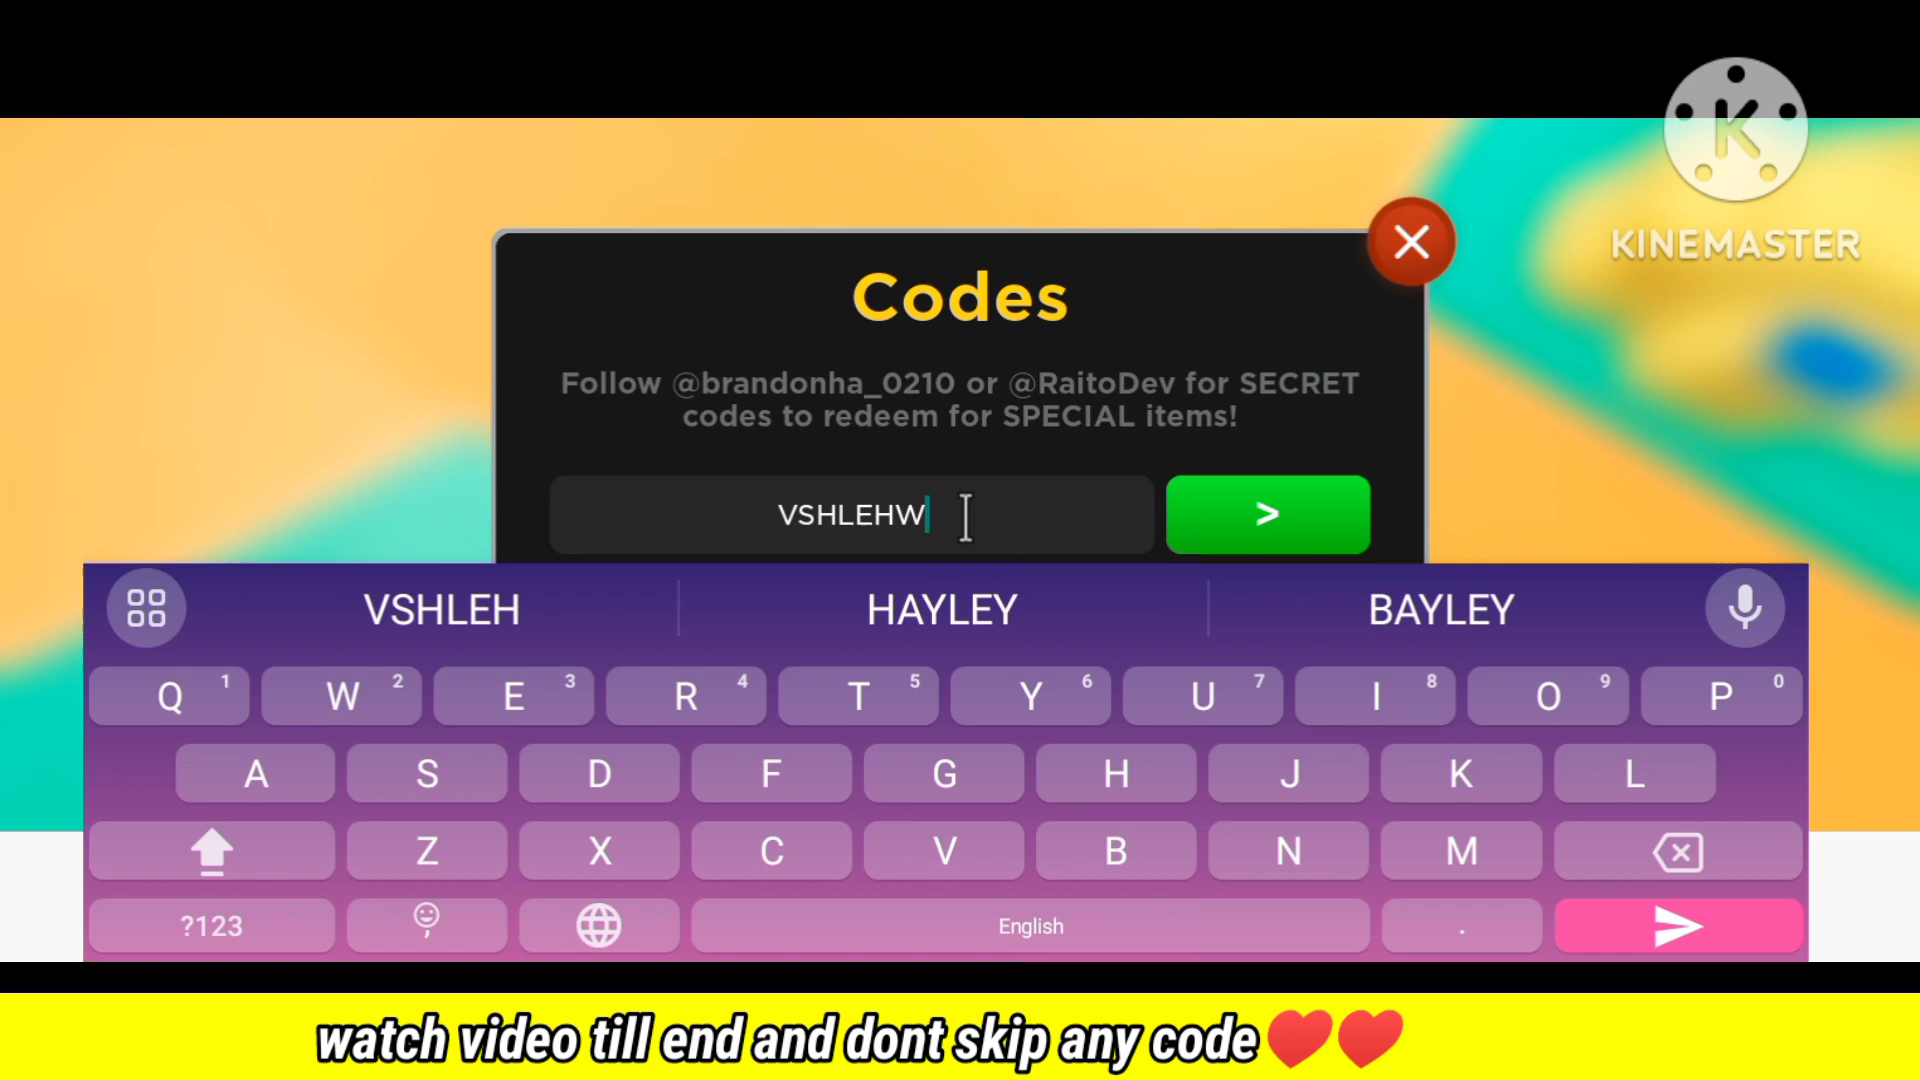 K
KINEMASTER
Codes
Follow @brandonha_0210 or @RaitoDev for SECRET
codes to redeem for SPECIAL items!
VSHLEHW >
VSHLEH HAYLEY BAYLEY
Q 1 W 2 E 3 R 4 T 5 Y 6 U 7 I 8 O 9 P 0
A S D F G H J K L
Z X C V B N M
?123 , English .
watch video till end and dont skip any code❤️❤️